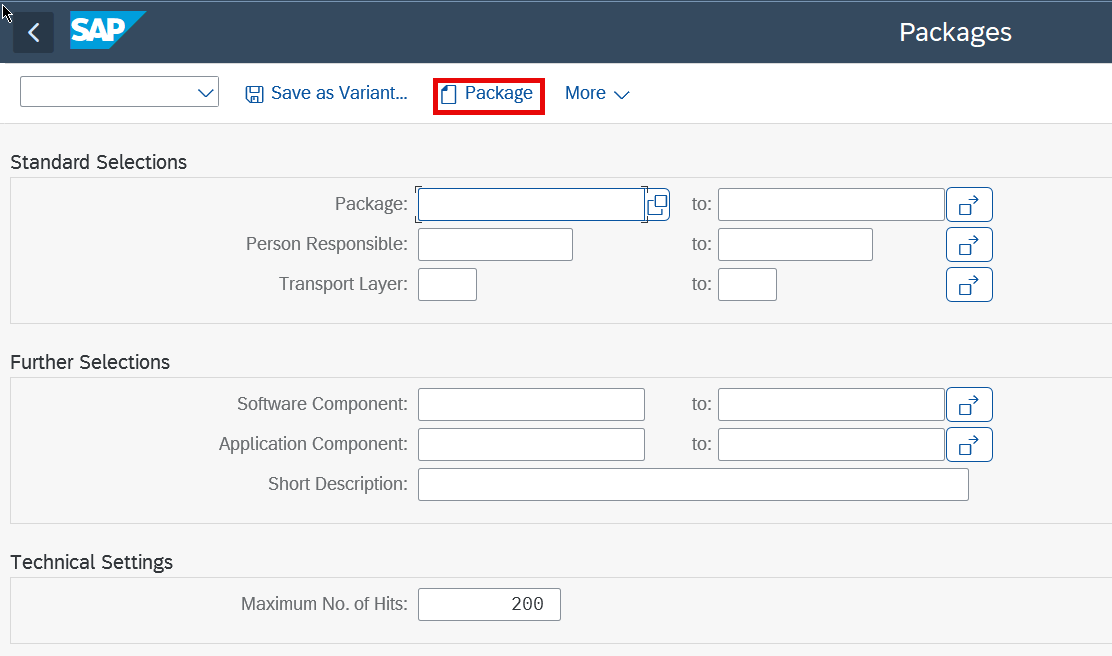 SAP
Packages
Save as Variant...
Package
More
Standard Selections
Package:
to:
Person Responsible:
to:
Transport Layer:
to:
Further Selections
Software Component:
to:
Application Component:
to:
Short Description:
Technical Settings
Maximum No. of Hits:
200